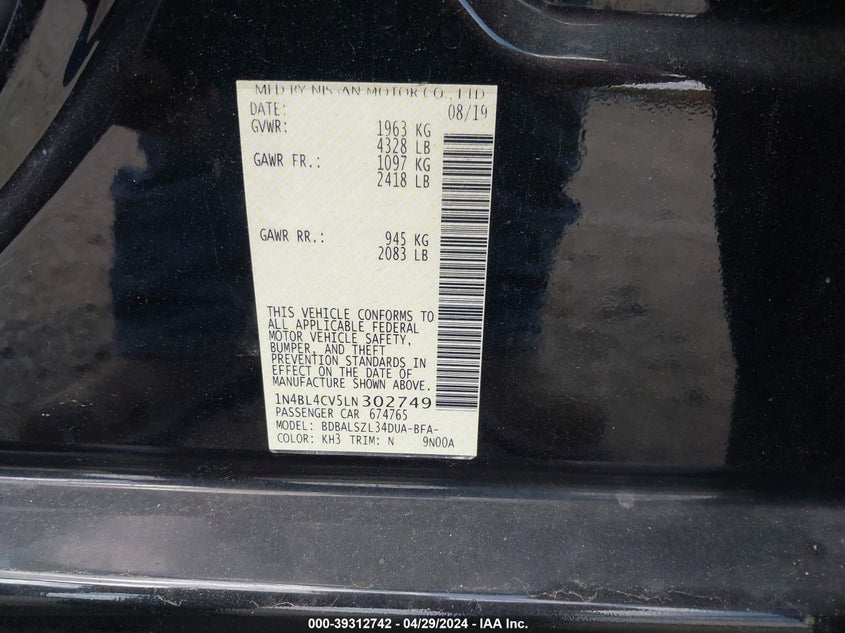 MFD BY NISSAN MOTOR CO., LTD
DATE: 08/19
GVWR: 1963 KG
4328 LB
GAWR FR.: 1097 KG
2418 LB
GAWR RR.: 945 KG
2083 LB
THIS VEHICLE CONFORMS TO
ALL APPLICABLE FEDERAL
MOTOR VEHICLE SAFETY,
BUMPER, AND THEFT
PREVENTION STANDARDS IN
EFFECT ON THE DATE OF
MANUFACTURE SHOWN ABOVE.
1N4BL4CV5LN302749
PASSENGER CAR 674765
MODEL: BDBALSZL34DUA-BFA-
COLOR: KH3 TRIM: N 9N00A
000-39312742 - 04/29/2024 - IAA Inc.